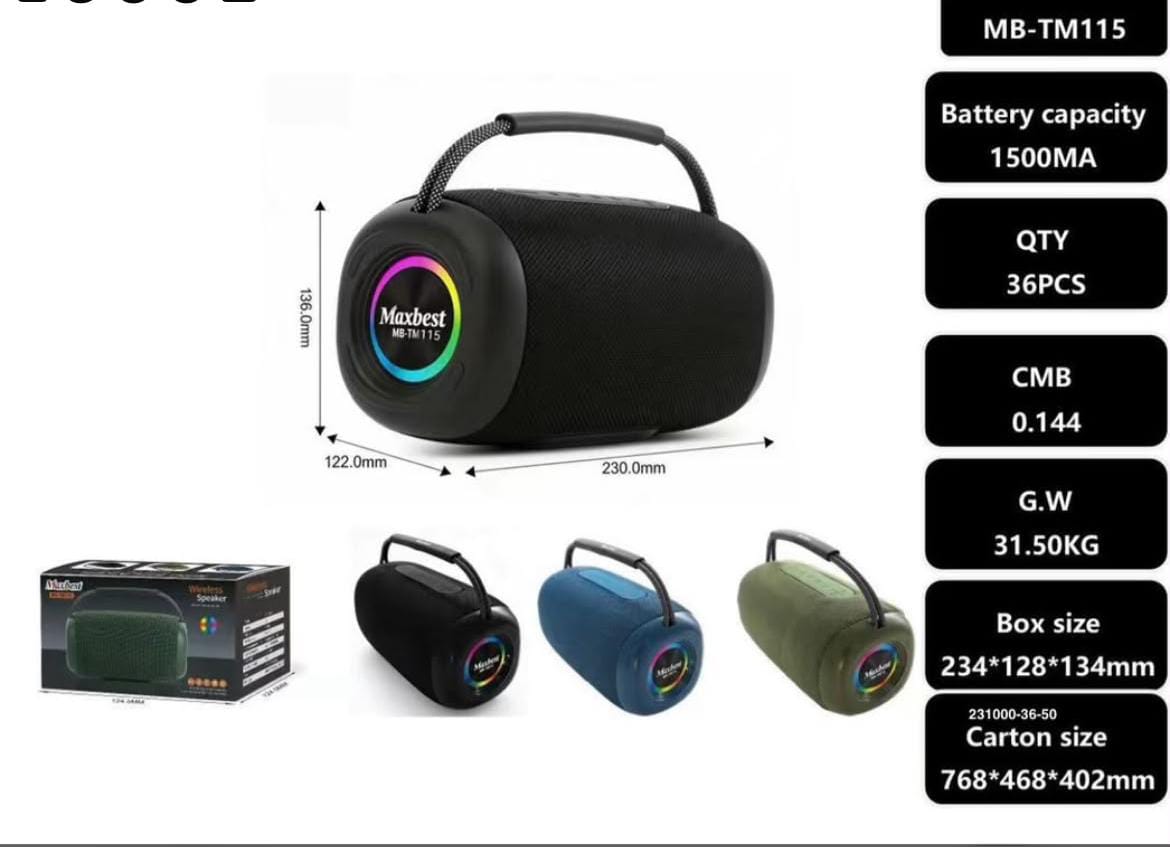 MB-TM115
Battery capacity
1500MA
QTY
36PCS
CMB
0.144
G.W
31.50KG
Box size
234*128*134mm
231000-36-50
Carton size
768*468*402mm
136.0mm
122.0mm
230.0mm
Maxbest
MB-TM115
Maxbest
Wireless
Speaker
Maxbest
Maxbest
Maxbest